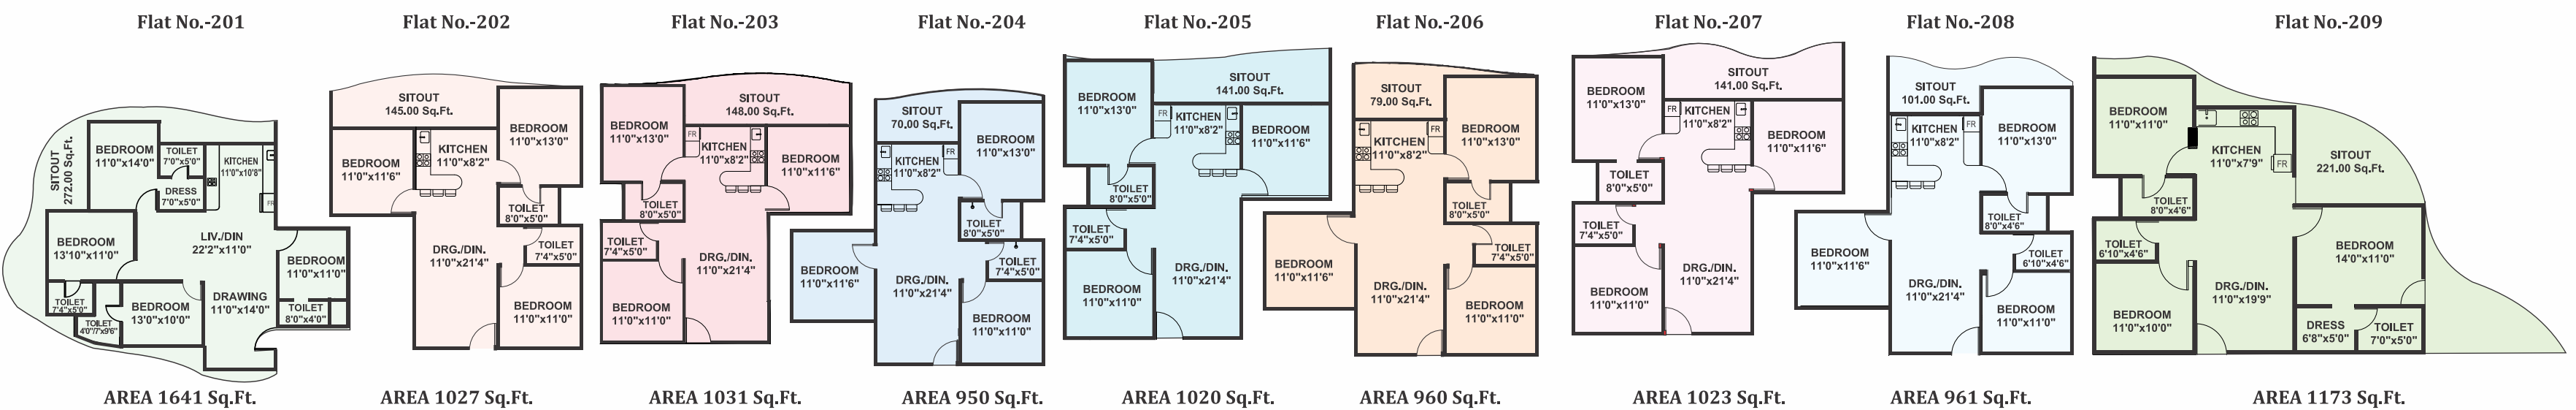 Flat No.-201
SITOUT
272.00 Sq.Ft.
BEDROOM
11'0"x14'0"
TOILET
7'0"x5'0"
DRESS
7'0"x5'0"
KITCHEN
11'0"x10'8"
FR
BEDROOM
13'10"x11'0"
LIV./DIN
22'2"x11'0"
BEDROOM
11'0"x11'0"
TOILET
7'4"x5'0"
TOILET
4'0"/7'x9'6"
BEDROOM
13'0"x10'0"
DRAWING
11'0"x14'0"
TOILET
8'0"x4'0"
AREA 1641 Sq.Ft.
Flat No.-202
SITOUT
145.00 Sq.Ft.
BEDROOM
11'0"x13'0"
BEDROOM
11'0"x11'6"
KITCHEN
11'0"x8'2"
TOILET
8'0"x5'0"
DRG./DIN.
11'0"x21'4"
TOILET
7'4"x5'0"
BEDROOM
11'0"x11'0"
AREA 1027 Sq.Ft.
Flat No.-203
SITOUT
148.00 Sq.Ft.
BEDROOM
11'0"x13'0"
FR
KITCHEN
11'0"x8'2"
BEDROOM
11'0"x11'6"
TOILET
8'0"x5'0"
TOILET
7'4"x5'0"
DRG./DIN.
11'0"x21'4"
BEDROOM
11'0"x11'0"
AREA 1031 Sq.Ft.
Flat No.-204
SITOUT
70.00 Sq.Ft.
BEDROOM
11'0"x13'0"
KITCHEN
11'0"x8'2"
FR
TOILET
8'0"x5'0"
BEDROOM
11'0"x11'6"
DRG./DIN.
11'0"x21'4"
TOILET
7'4"x5'0"
BEDROOM
11'0"x11'0"
AREA 950 Sq.Ft.
Flat No.-205
SITOUT
141.00 Sq.Ft.
BEDROOM
11'0"x13'0"
FR
KITCHEN
11'0"x8'2"
BEDROOM
11'0"x11'6"
TOILET
8'0"x5'0"
TOILET
7'4"x5'0"
DRG./DIN.
11'0"x21'4"
BEDROOM
11'0"x11'0"
AREA 1020 Sq.Ft.
Flat No.-206
SITOUT
79.00 Sq.Ft.
BEDROOM
11'0"x13'0"
KITCHEN
11'0"x8'2"
FR
TOILET
8'0"x5'0"
BEDROOM
11'0"x11'6"
DRG./DIN.
11'0"x21'4"
TOILET
7'4"x5'0"
BEDROOM
11'0"x11'0"
AREA 960 Sq.Ft.
Flat No.-207
SITOUT
141.00 Sq.Ft.
BEDROOM
11'0"x13'0"
FR
KITCHEN
11'0"x8'2"
BEDROOM
11'0"x11'6"
TOILET
8'0"x5'0"
TOILET
7'4"x5'0"
DRG./DIN.
11'0"x21'4"
BEDROOM
11'0"x11'0"
AREA 1023 Sq.Ft.
Flat No.-208
SITOUT
101.00 Sq.Ft.
BEDROOM
11'0"x13'0"
KITCHEN
11'0"x8'2"
FR
TOILET
8'0"x4'6"
BEDROOM
11'0"x11'6"
DRG./DIN.
11'0"x21'4"
TOILET
6'10"x4'6"
BEDROOM
11'0"x11'0"
AREA 961 Sq.Ft.
Flat No.-209
BEDROOM
11'0"x11'0"
KITCHEN
11'0"x7'9"
FR
SITOUT
221.00 Sq.Ft.
TOILET
8'0"x4'6"
TOILET
6'10"x4'6"
BEDROOM
14'0"x11'0"
DRG./DIN.
11'0"x19'9"
BEDROOM
11'0"x10'0"
DRESS
6'8"x5'0"
TOILET
7'0"x5'0"
AREA 1173 Sq.Ft.